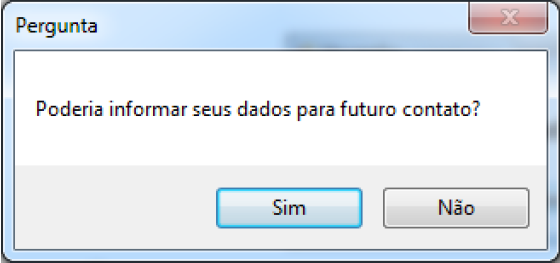 Pergunta
Poderia informar seus dados para futuro contato?
Sim
Não